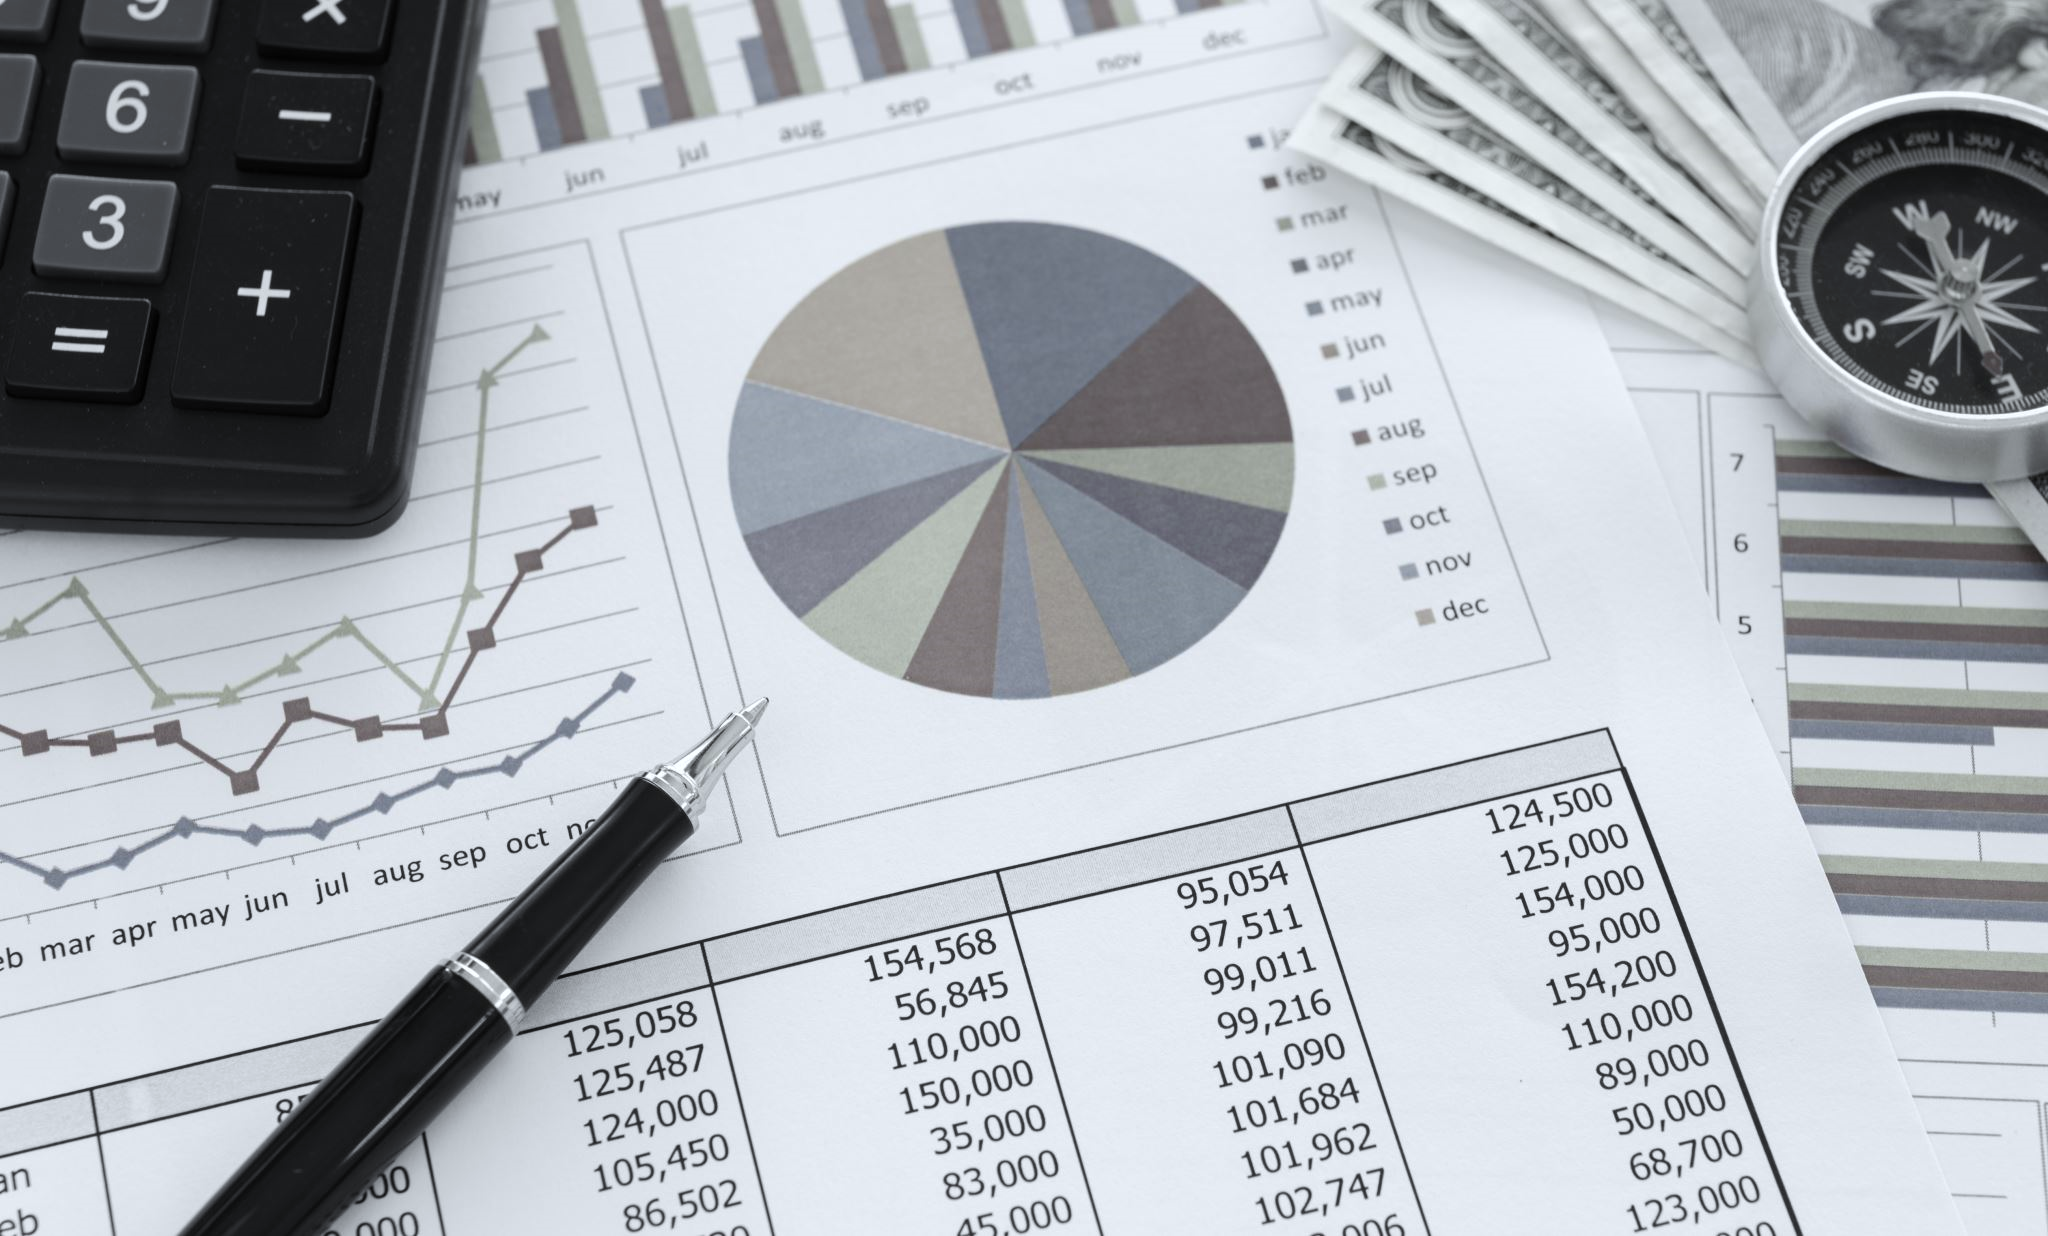 9 ×
6 −
3 +
=
may jun jul aug sep oct nov dec
feb
mar
apr
may
jun
jul
aug
sep
oct
nov
dec
280 300
W NW
SW
S
SE
E
7
6
5
mar apr may jun jul aug sep oct
124,500
125,000
154,000
95,000
154,200
110,000
89,000
50,000
68,700
123,000
95,054
97,511
99,011
99,216
101,090
101,684
101,962
102,747
154,568
56,845
110,000
150,000
35,000
83,000
45,000
125,058
125,487
124,000
105,450
86,502